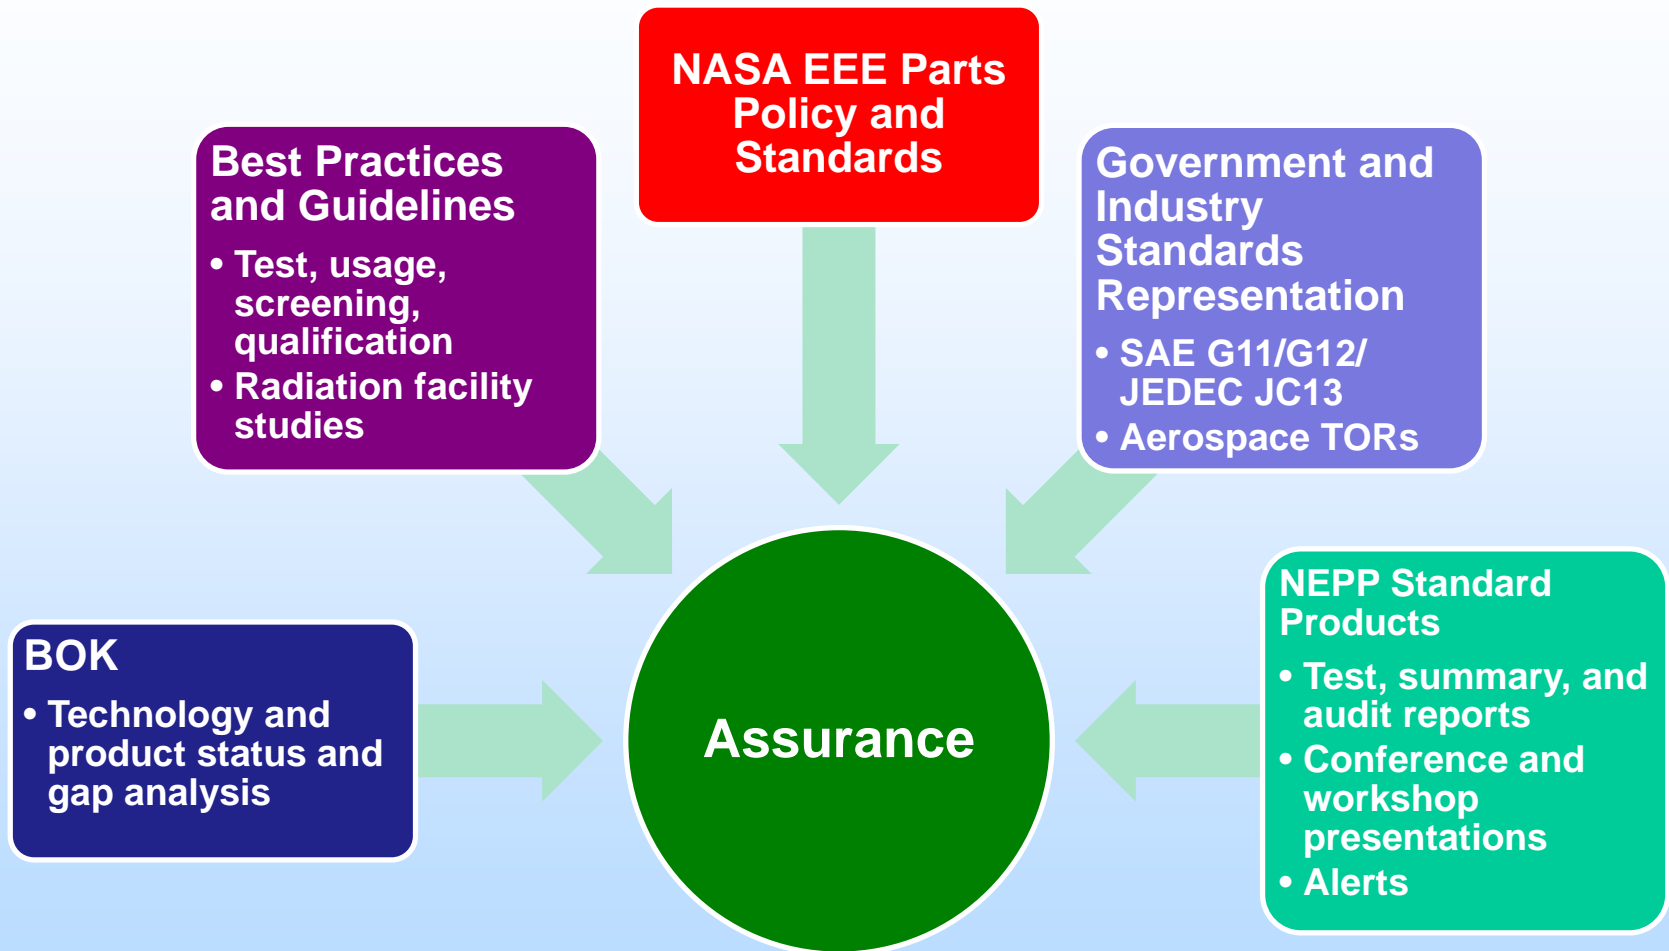 NASA EEE Parts
Policy and
Standards
Best Practices
and Guidelines
• Test, usage,
screening,
qualification
• Radiation facility
studies
Government and
Industry
Standards
Representation
• SAE G11/G12/
JEDEC JC13
• Aerospace TORs
BOK
• Technology and
product status and
gap analysis
Assurance
NEPP Standard
Products
• Test, summary, and
audit reports
• Conference and
workshop
presentations
• Alerts